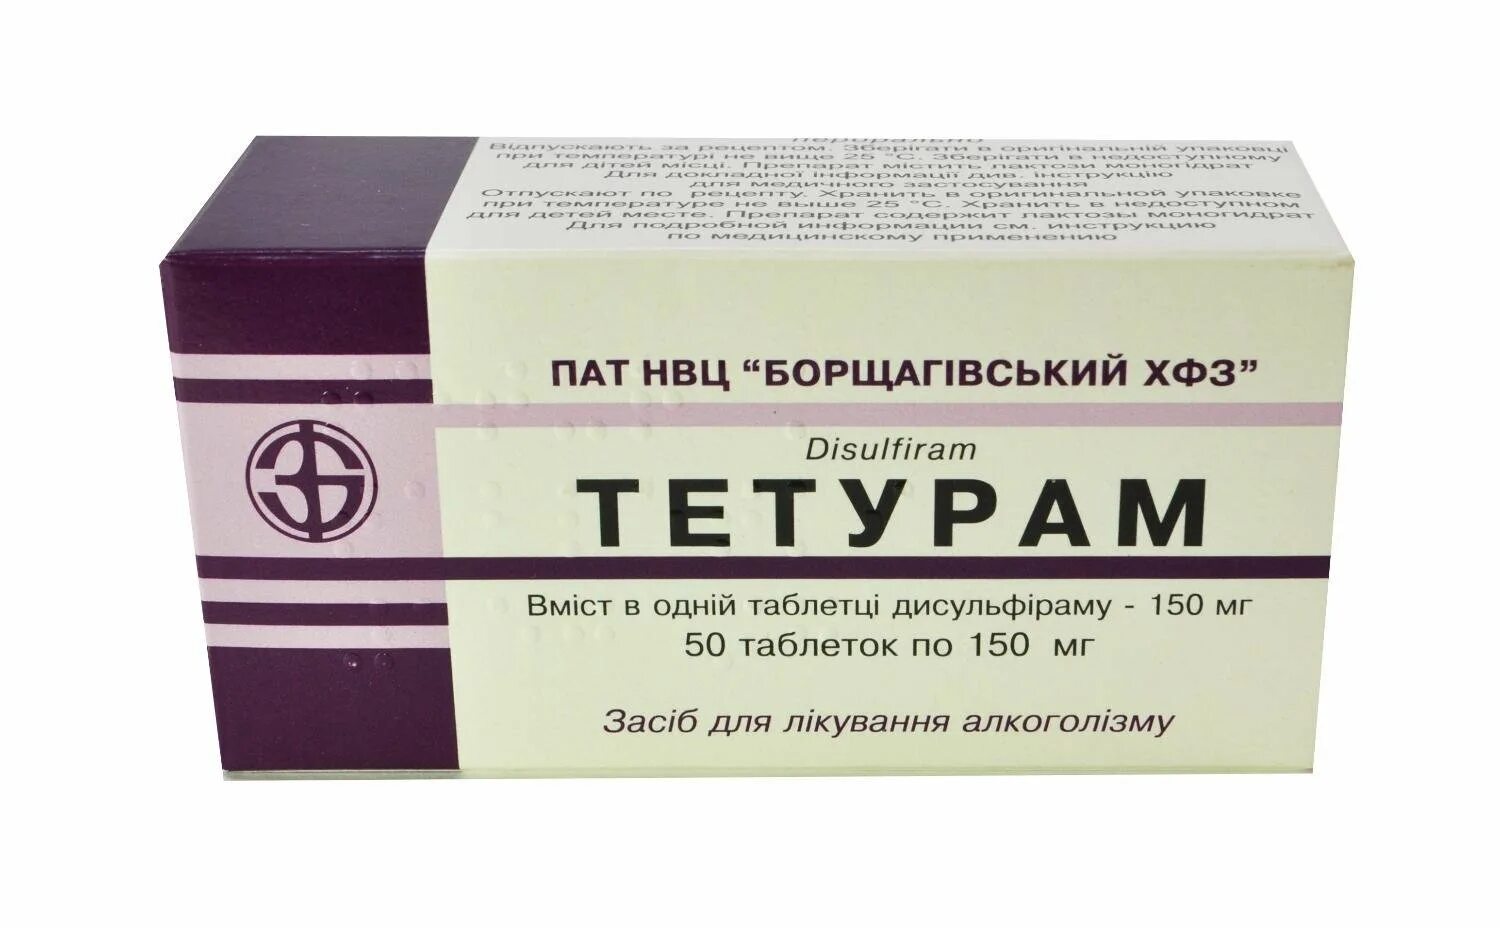 перорально
Відпускають за рецептом. Зберігати в оригінальній упаковці
при температурі не вище 25 °С. Зберігати в недоступному
для дітей місці. Препарат містить лактози моногідрат
Для докладної інформації див. інструкцію
для медичного застосування
Отпускают по рецепту. Хранить в оригинальной упаковке
при температуре не выше 25 °С. Хранить в недоступном
для детей месте. Препарат содержит лактозы моногидрат
Для подробной информации см. инструкцию
по медицинскому применению
ПАТ НВЦ “БОРЩАГІВСЬКИЙ ХФЗ”
Disulfiram
ТЕТУРАМ
Вміст в одній таблетці дисульфіраму - 150 мг
50 таблеток по 150 мг
Засіб для лікування алкоголізму